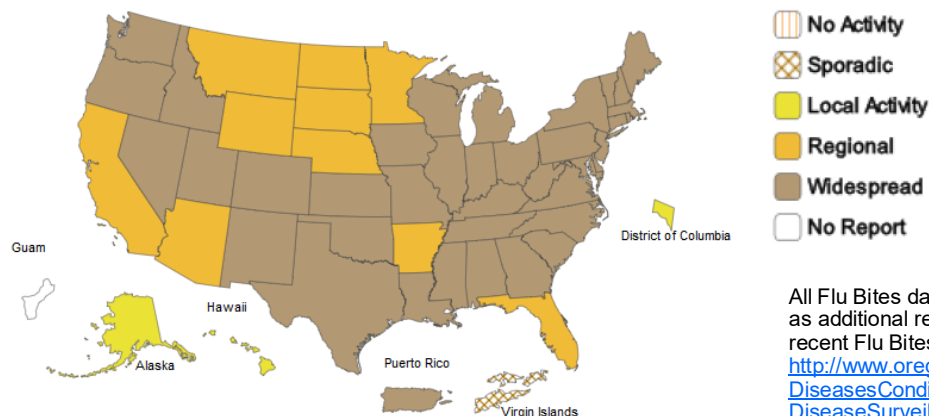 No Activity
Sporadic
Local Activity
Regional
Widespread
No Report
District of Columbia
Guam
Hawaii
Alaska
Puerto Rico
Virgin Islands
All Flu Bites da
as additional re
recent Flu Bites
http://www.oreg
DiseasesCondi
DiseaseSurvei